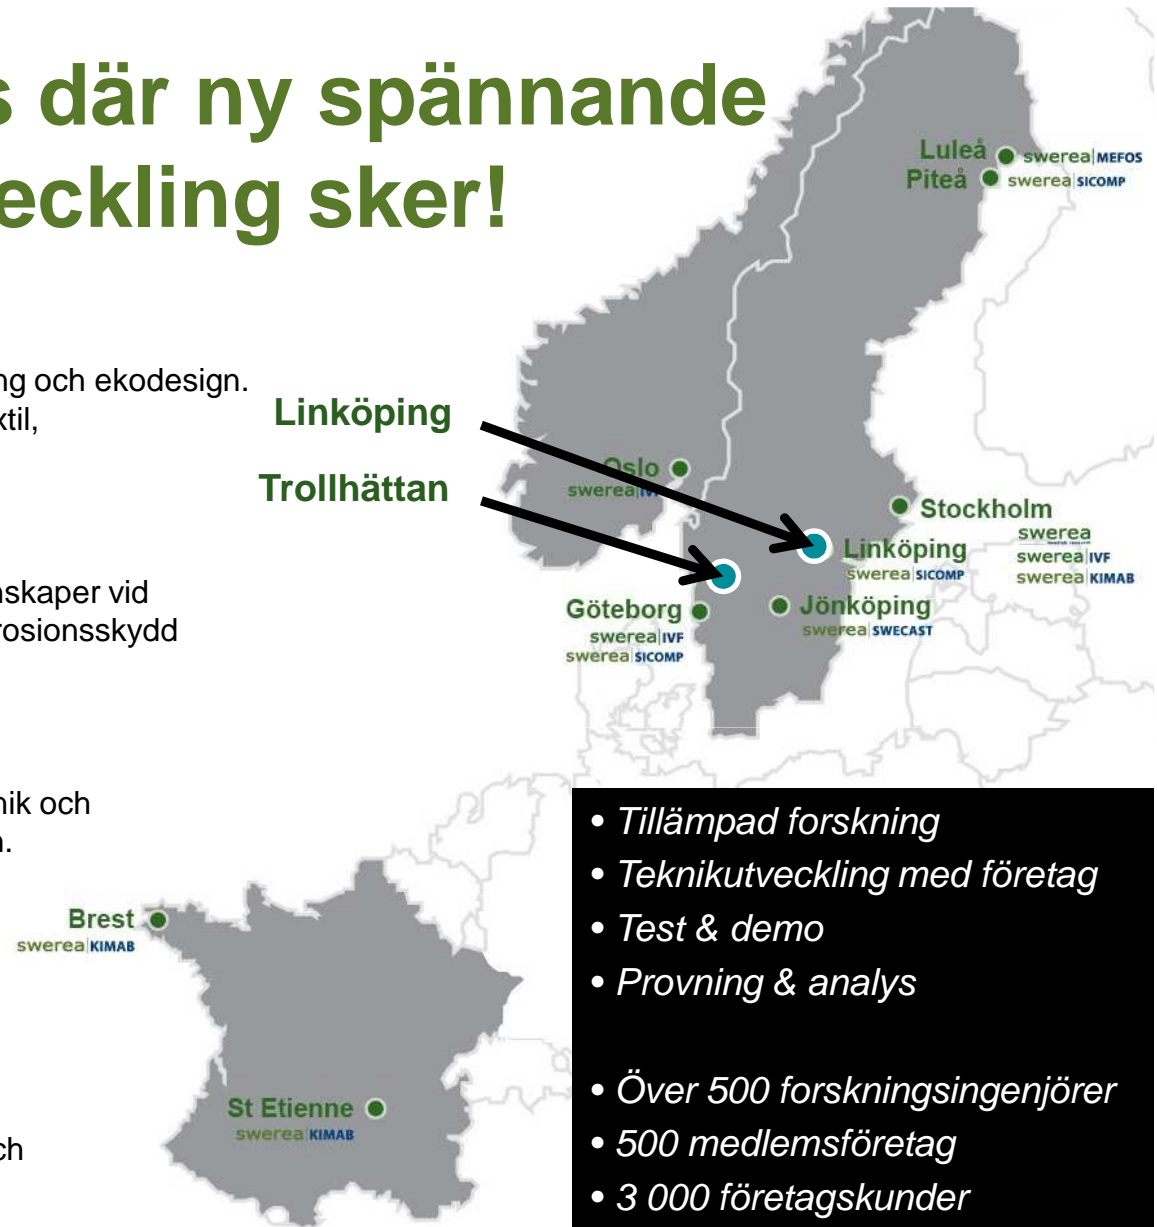 s där ny spännande
eckling sker!
Luleå
swerea|MEFOS
Piteå
swerea|SICOMP
ng och ekodesign.
xtil,
Linköping
Trollhättan
Oslo
swerea|IVF
Stockholm
swerea
swerea|IVF
swerea|KIMAB
Linköping
swerea|SICOMP
Göteborg
swerea|IVF
swerea|SICOMP
Jönköping
swerea|SWECAST
nskaper vid
rosionsskydd
nik och
n.
Brest
swerea|KIMAB
St Etienne
swerea|KIMAB
ch
• Tillämpad forskning
• Teknikutveckling med företag
• Test & demo
• Provning & analys
• Över 500 forskningsingenjörer
• 500 medlemsföretag
• 3 000 företagskunder